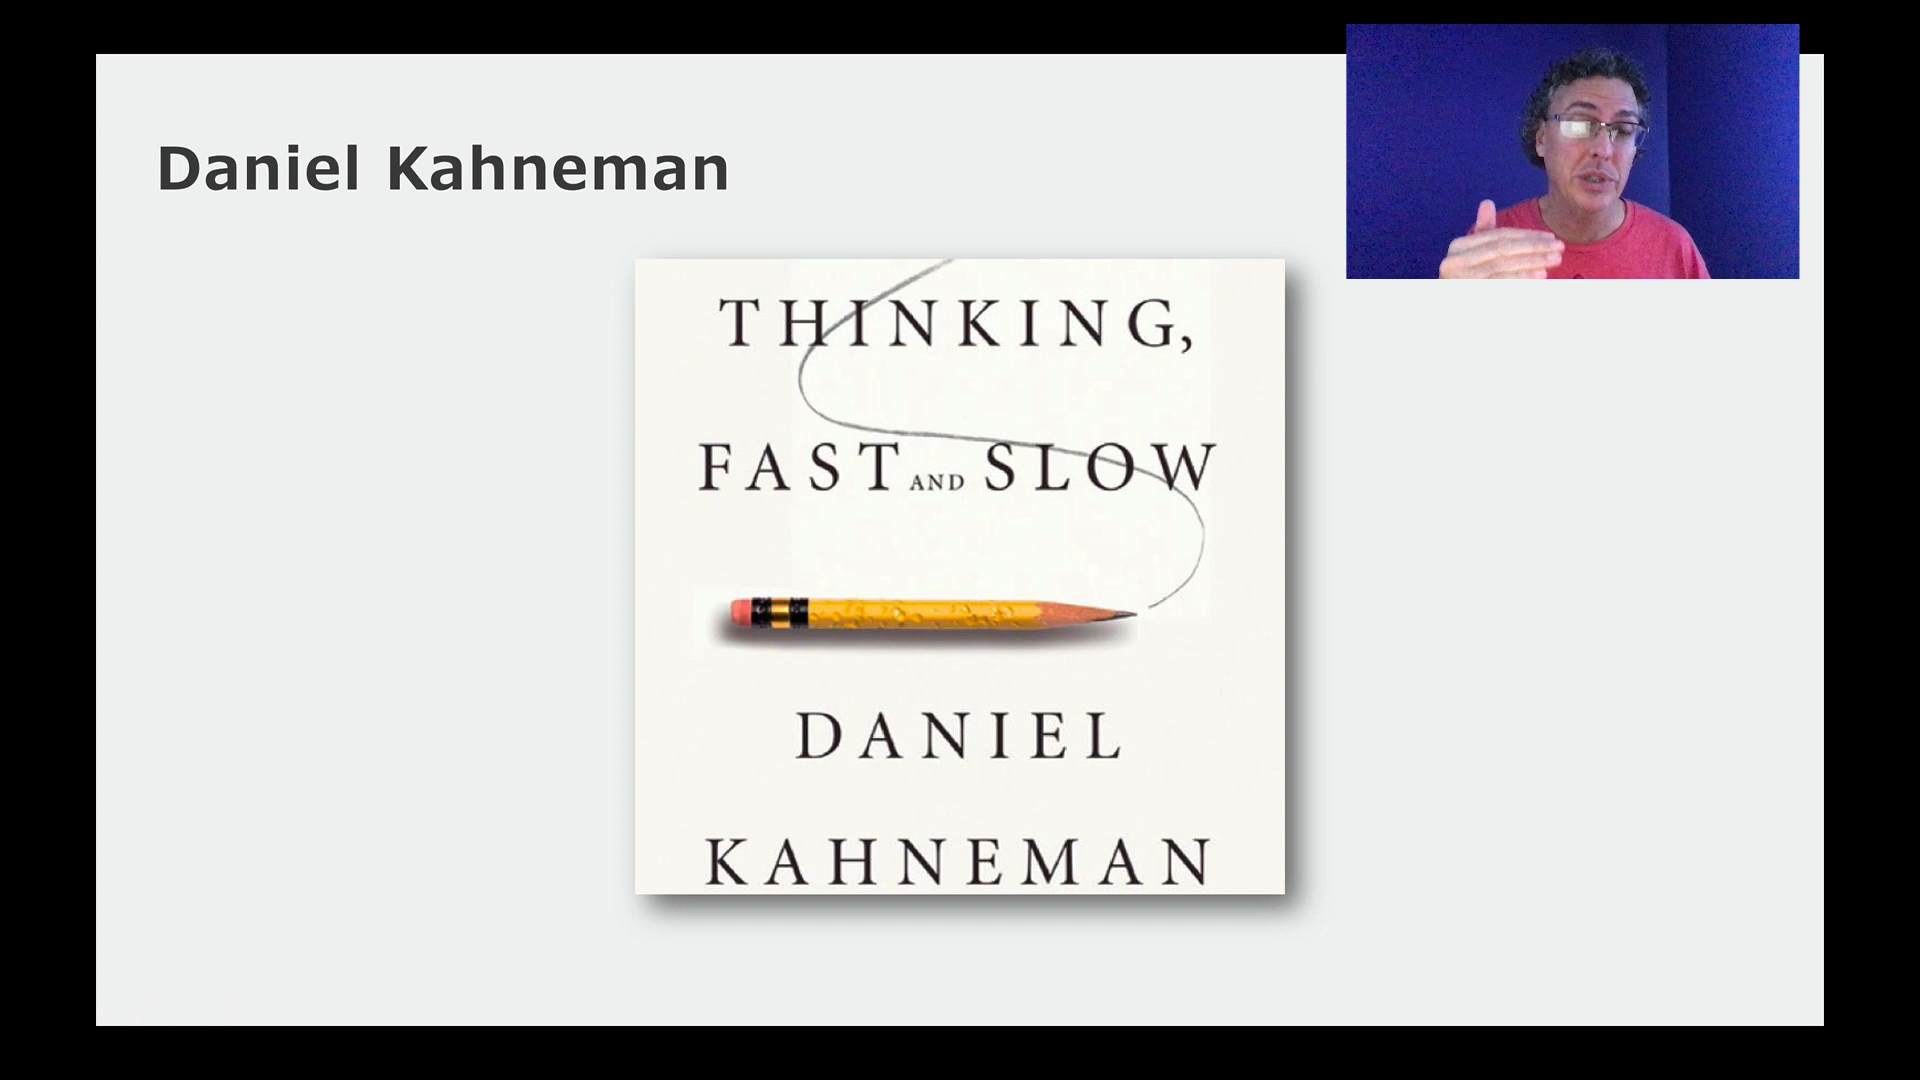 Daniel Kahneman
THINKING,
FAST AND SLOW
DANIEL
KAHNEMAN